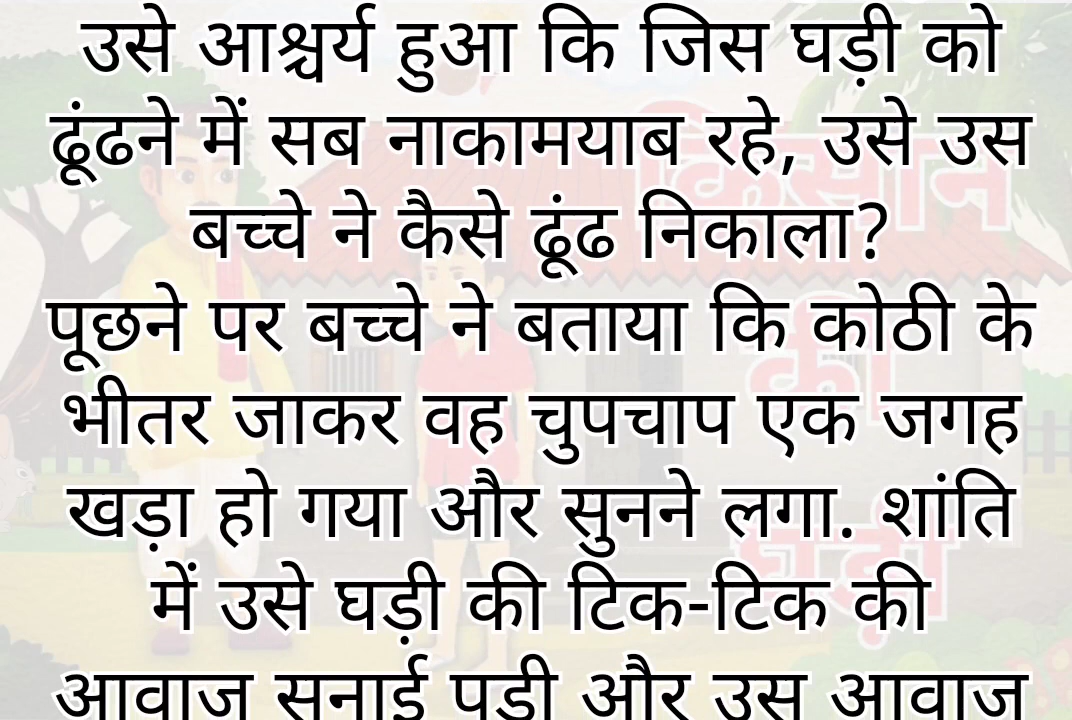 उसे आश्चर्य हुआ कि जिस घड़ी को
ढूंढने में सब नाकामयाब रहे, उसे उस
बच्चे ने कैसे ढूंढ निकाला?
पूछने पर बच्चे ने बताया कि कोठी के
भीतर जाकर वह चुपचाप एक जगह
खड़ा हो गया और सुनने लगा. शांति
में उसे घड़ी की टिक-टिक की
आवाज सुनाई पड़ी और उस आवाज
किसान
की
घड़ी